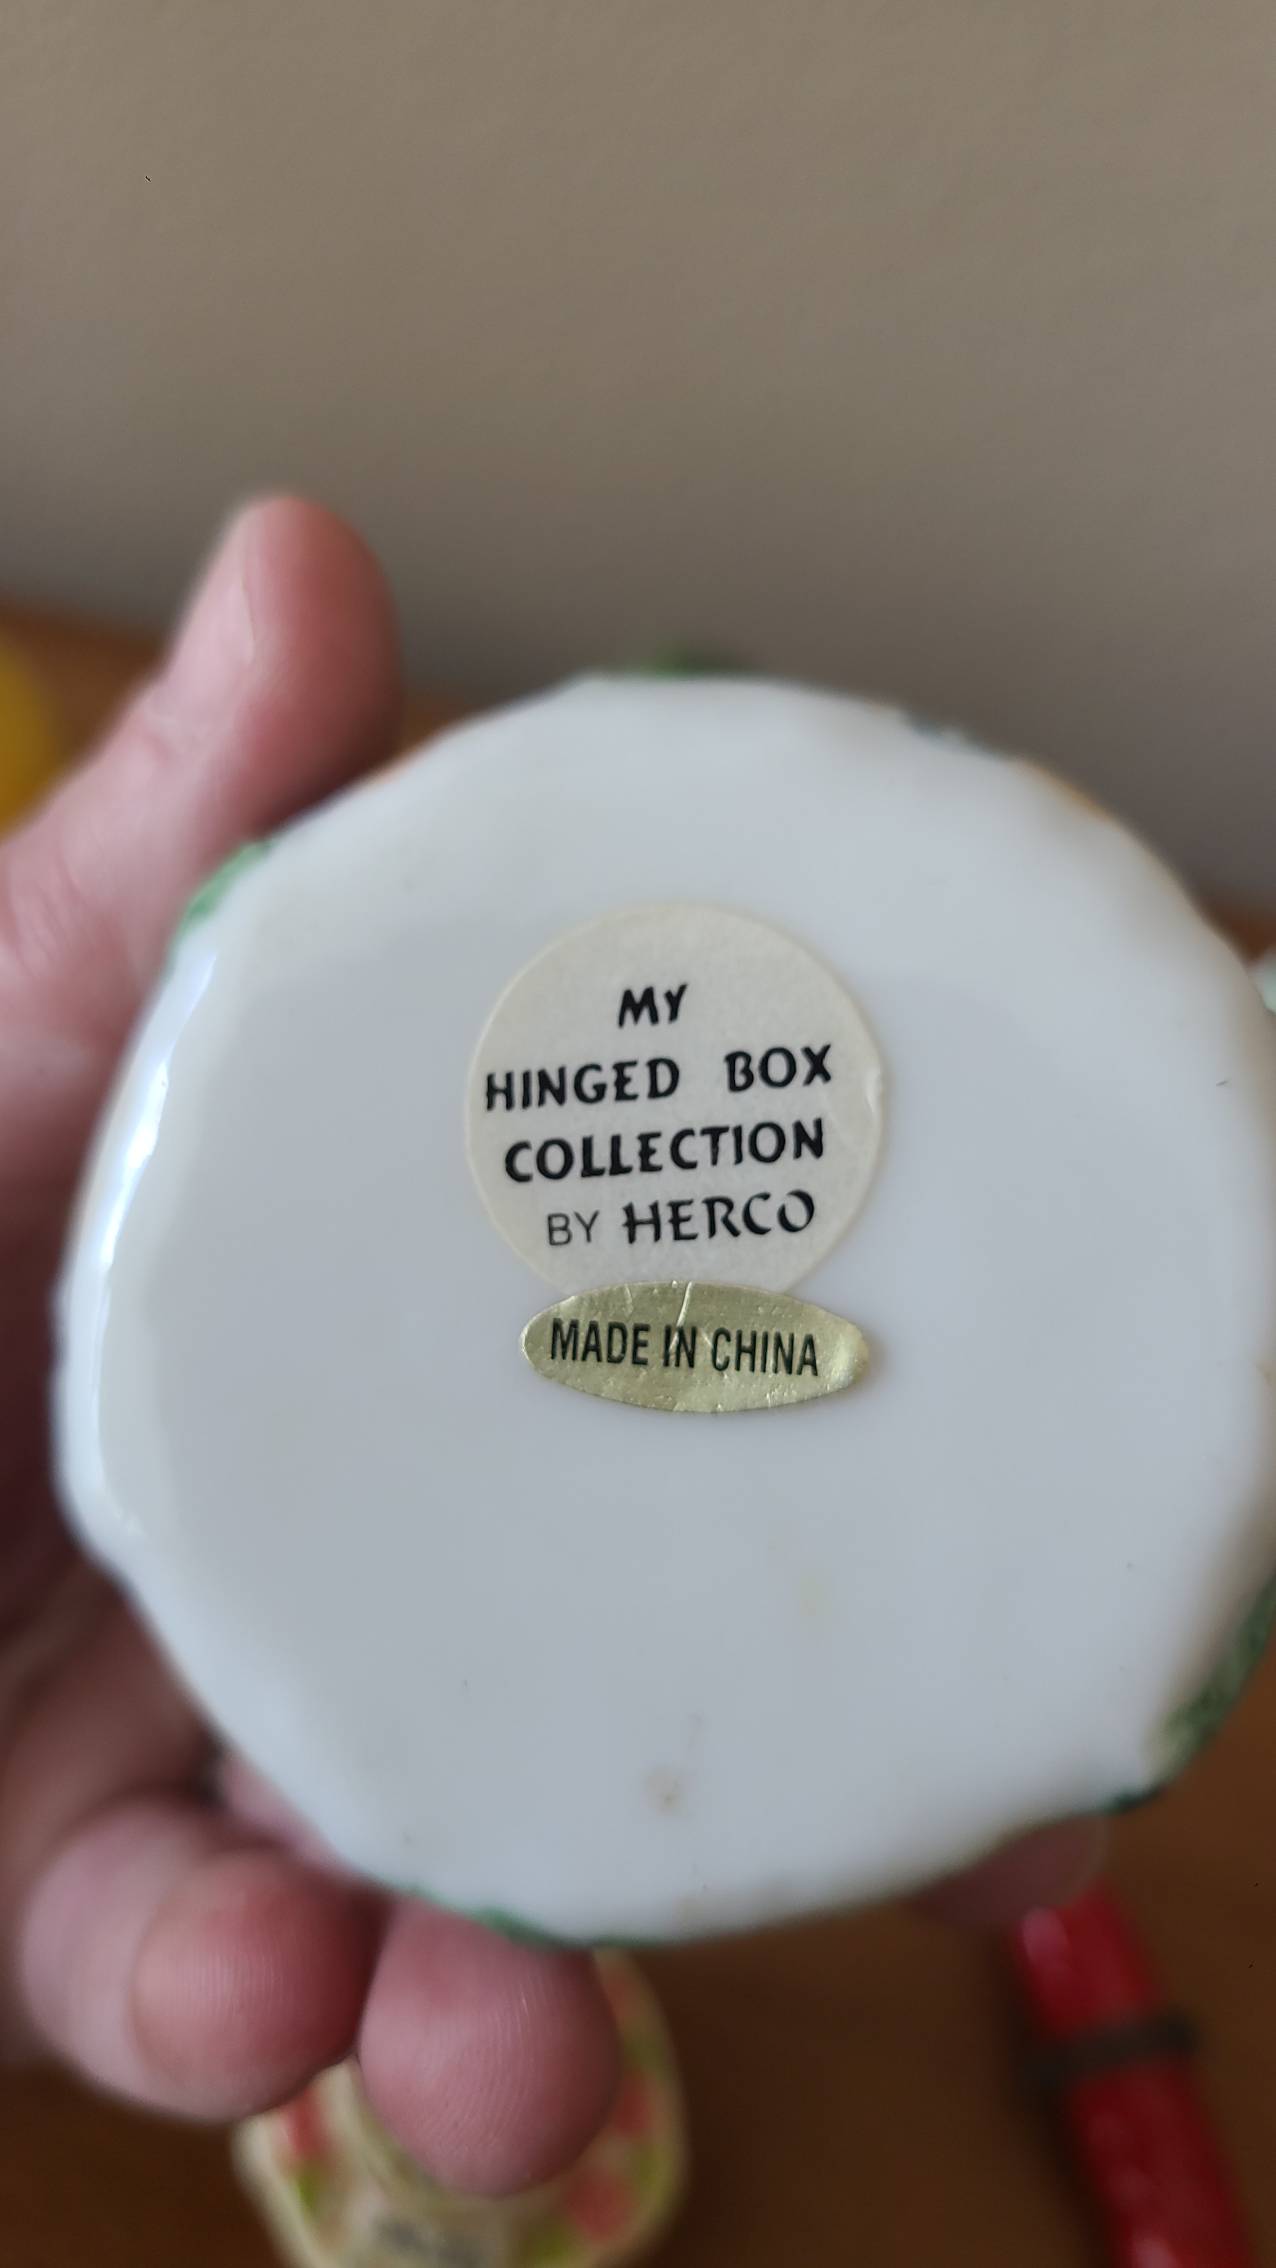 MY
HINGED BOX
COLLECTION
BY HERCO
MADE IN CHINA